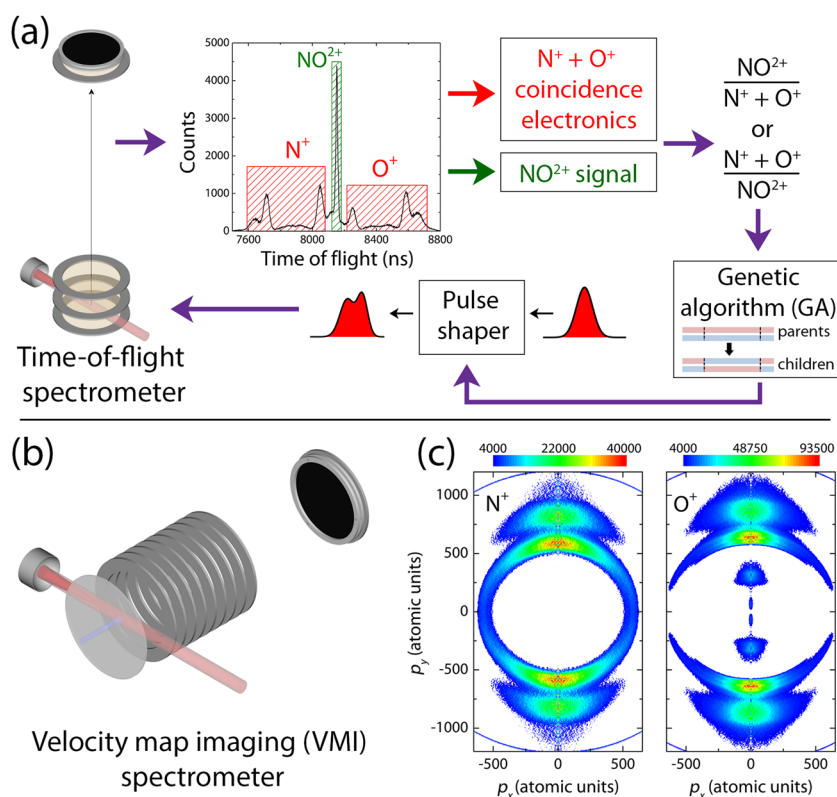 (a)
5000
4000
3000
2000
1000
0
Counts
NO²⁺
N⁺
O⁺
7600
8000
8400
8800
Time of flight (ns)
N⁺ + O⁺
coincidence
electronics
NO²⁺ signal
NO²⁺
N⁺ + O⁺
or
N⁺ + O⁺
NO²⁺
Genetic
algorithm (GA)
parents
children
Pulse
shaper
Time-of-flight
spectrometer
(b)
Velocity map imaging (VMI)
spectrometer
(c)
4000
22000
40000
4000
48750
93500
N⁺
O⁺
1000
500
0
-500
-1000
p_y (atomic units)
-500
0
500
-500
0
500
p_x (atomic units)
p_x (atomic units)